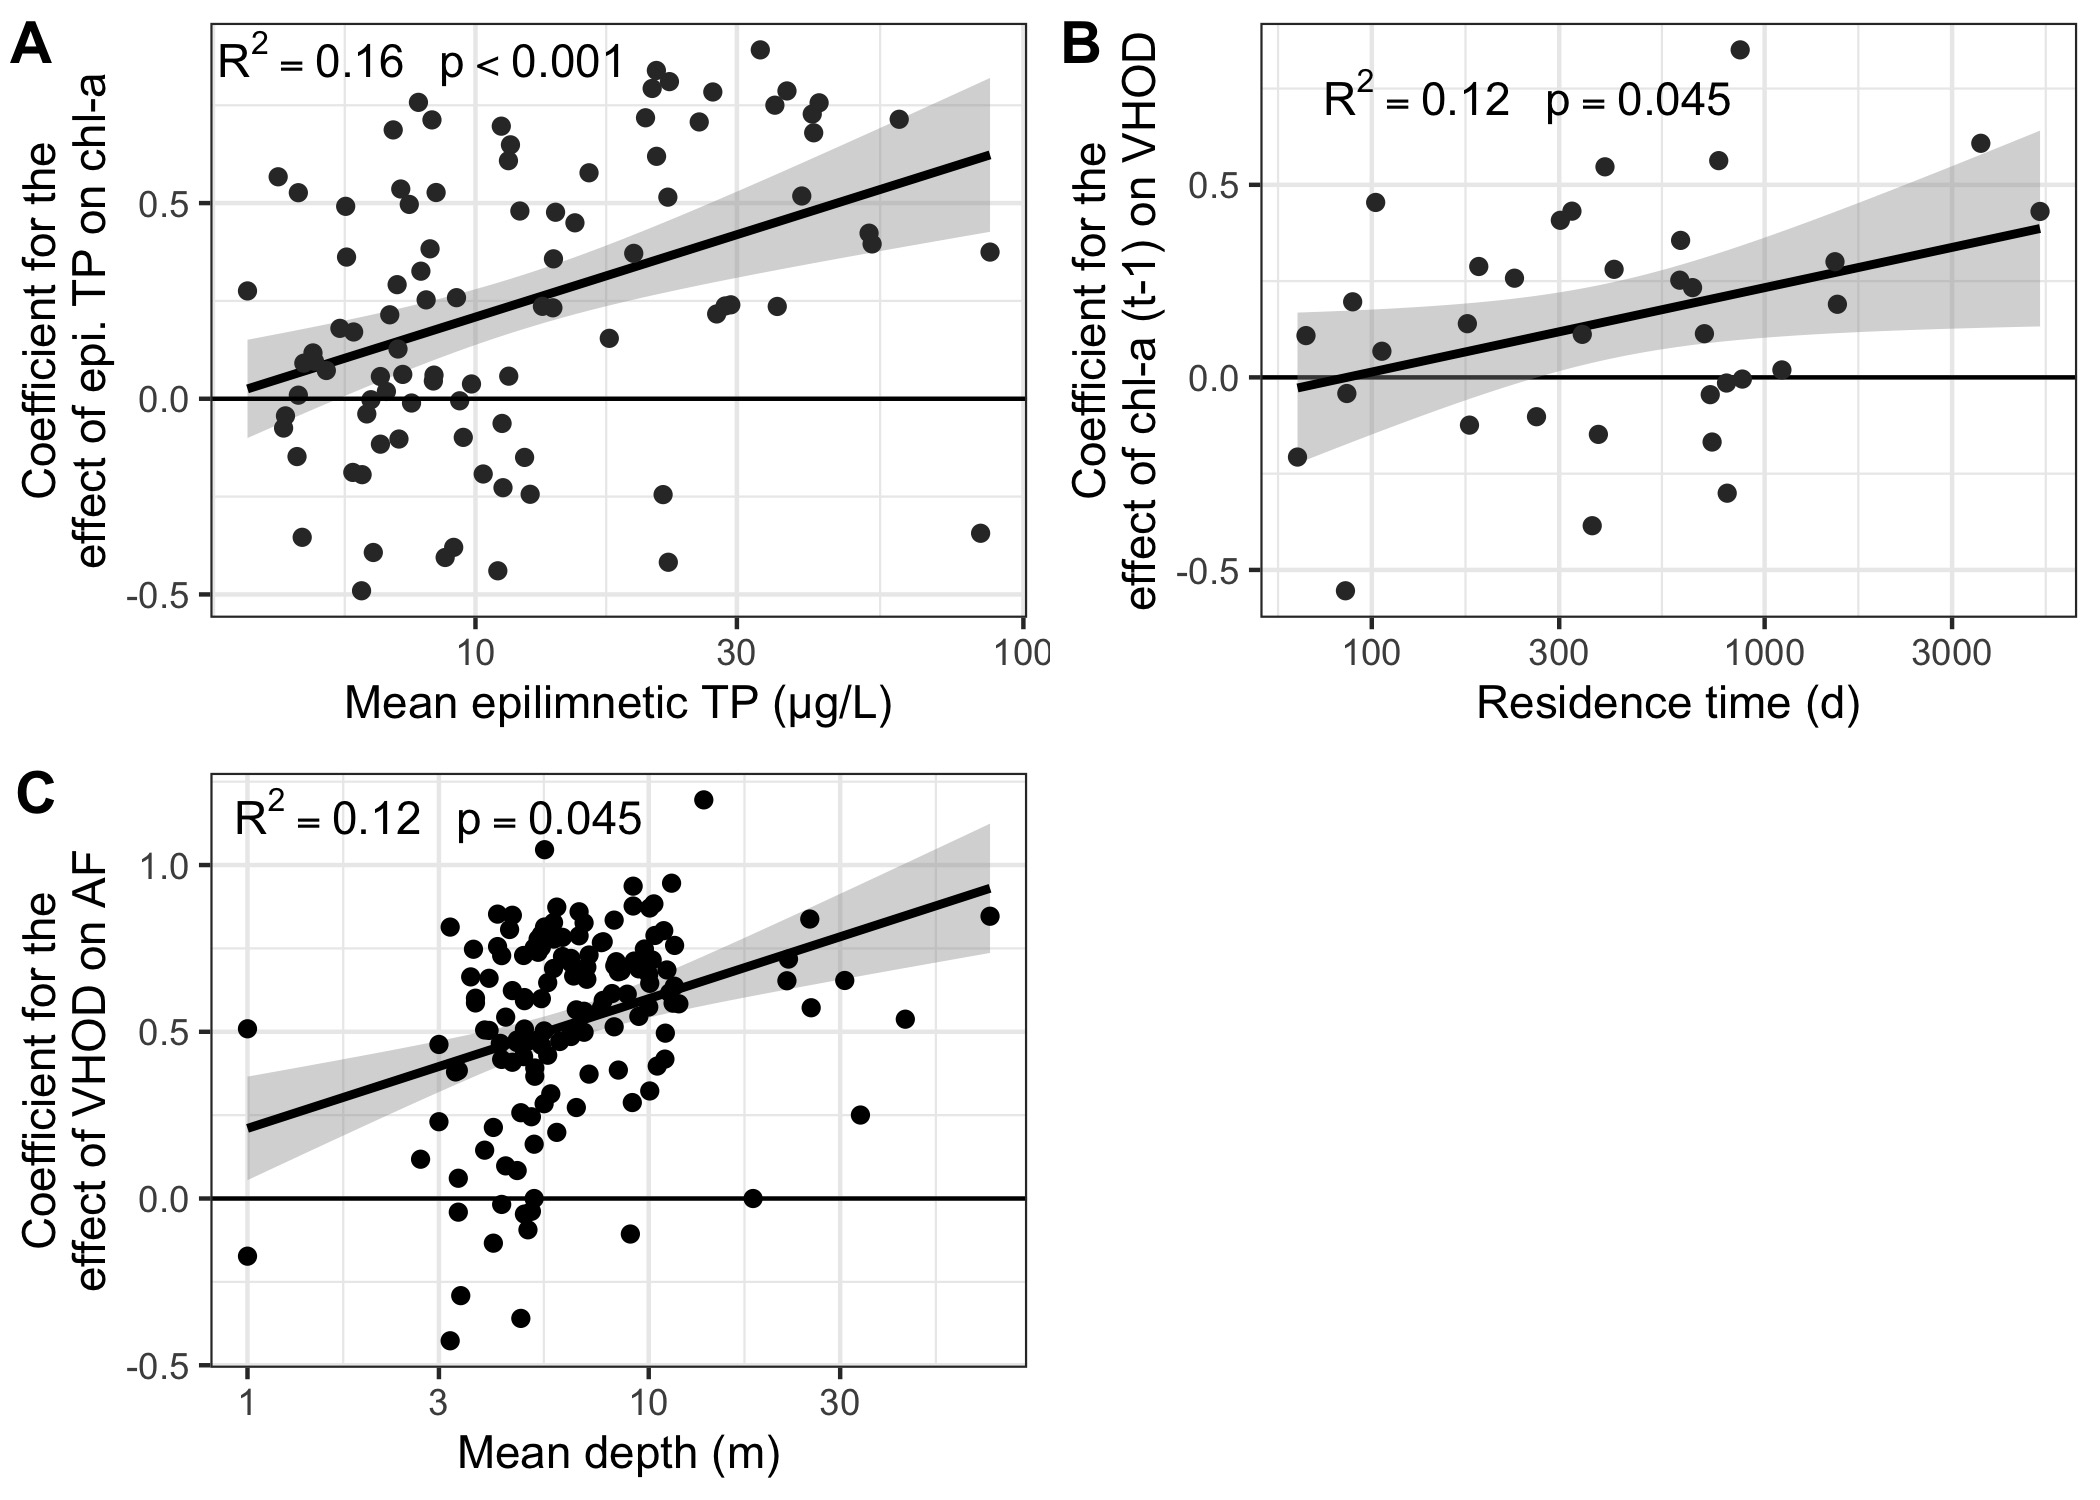 A
R2 = 0.16 p < 0.001
Coefficient for the
effect of epi. TP on chl-a
0.5
0.0
-0.5
10 30 100
Mean epilimnetic TP (µg/L)
B
R2 = 0.12 p = 0.045
Coefficient for the
effect of chl-a (t-1) on VHOD
0.5
0.0
-0.5
100 300 1000 3000
Residence time (d)
C
R2 = 0.12 p = 0.045
Coefficient for the
effect of VHOD on AF
1.0
0.5
0.0
-0.5
1 3 10 30
Mean depth (m)